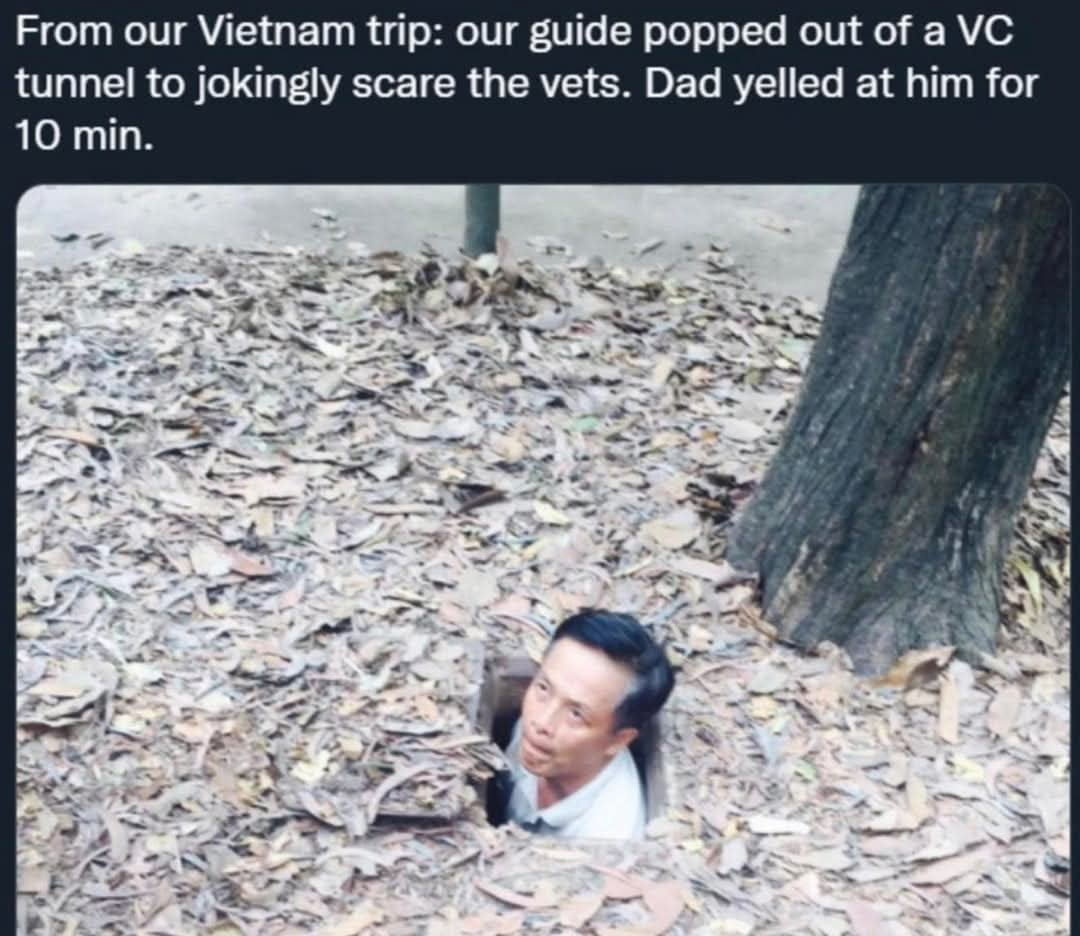 From our Vietnam trip: our guide popped out of a VC
tunnel to jokingly scare the vets. Dad yelled at him for
10 min.